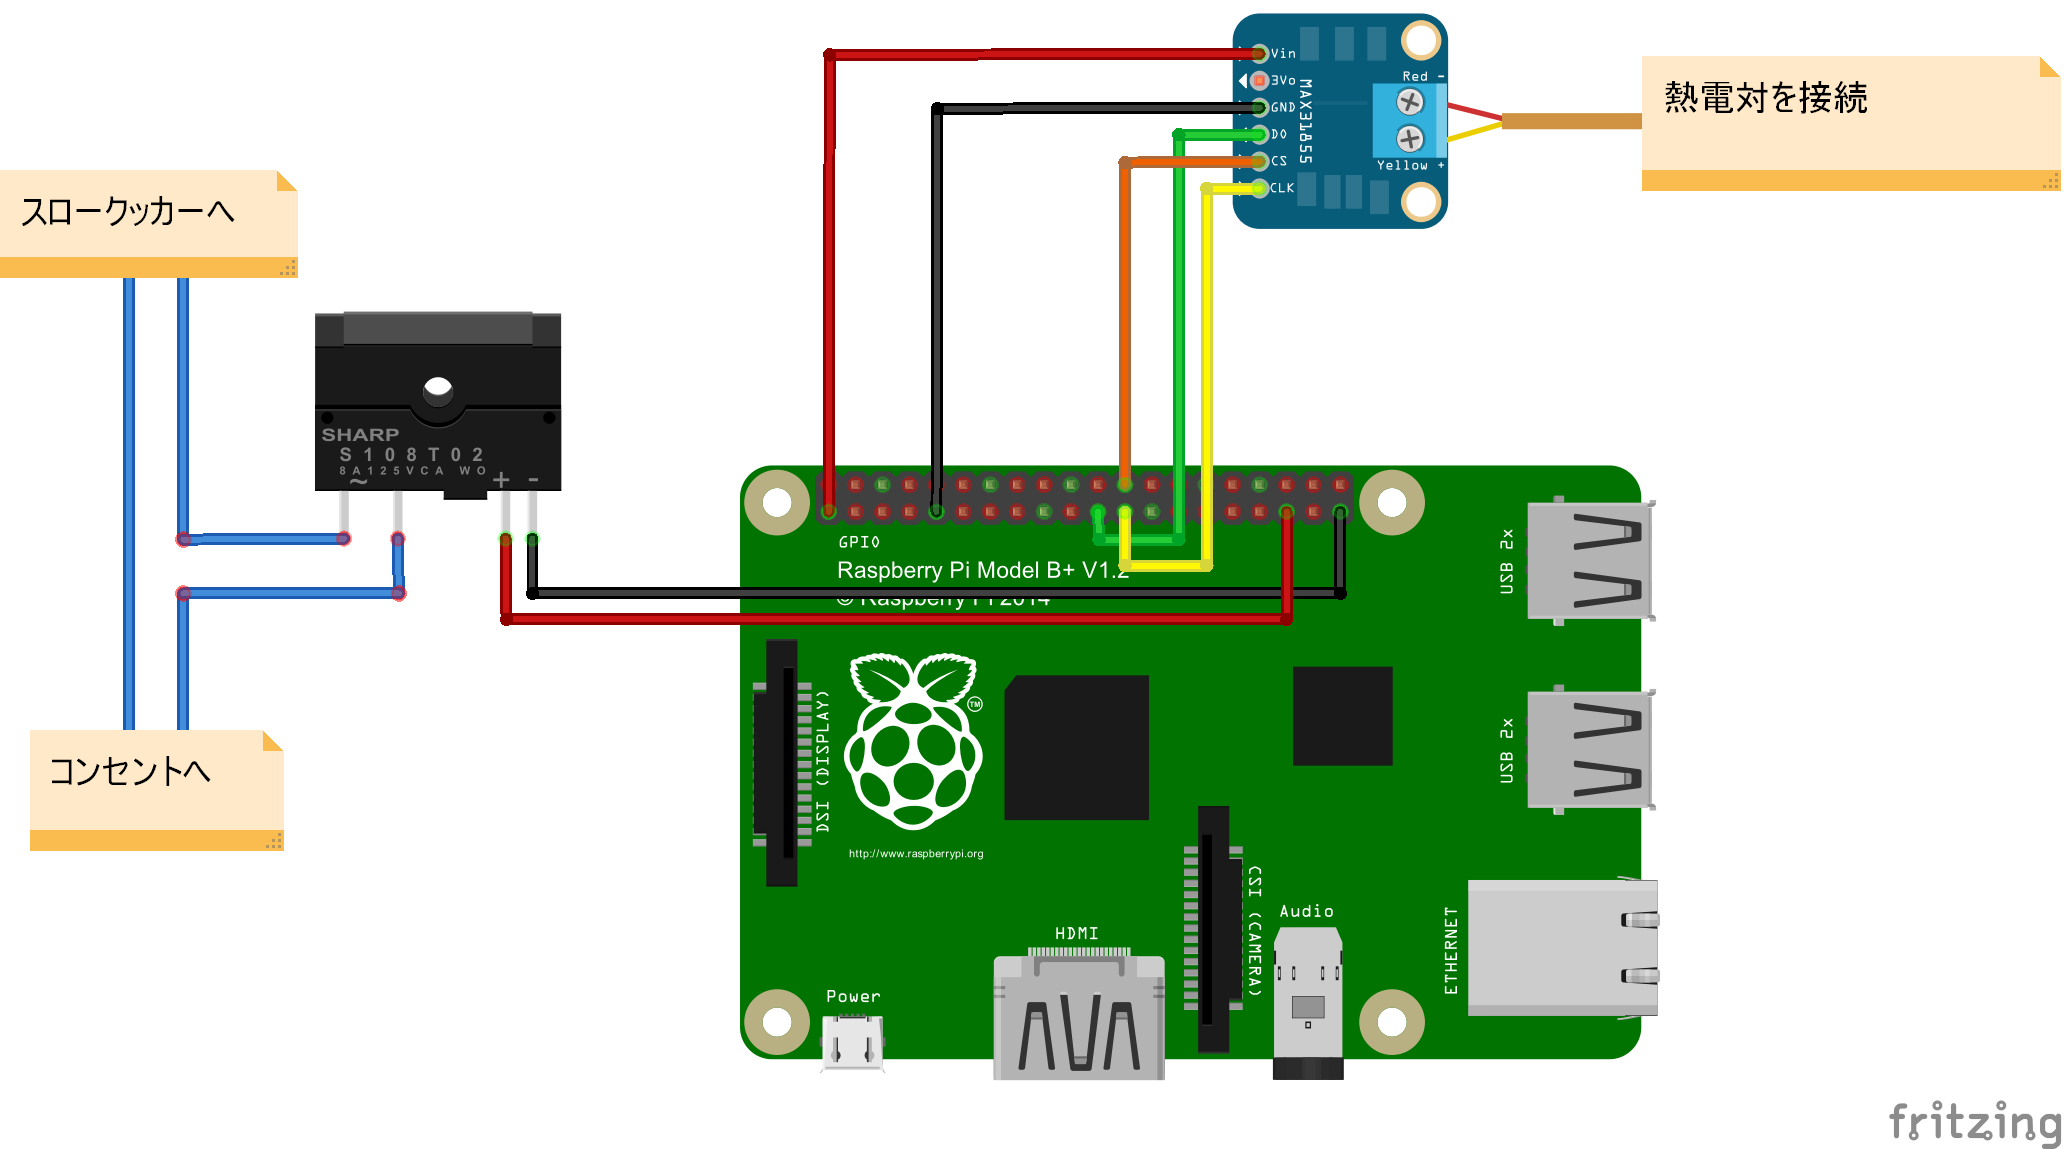 Vin
3Vo
GND
DO
CS
CLK
MAX31855
Red -
Yellow +
熱電対を接続
スロークッカーへ
SHARP
S108T02
8A125VCA WO
~
+ -
GPIO
Raspberry Pi Model B+ V1.2
© Raspberry Pi 2014
USB 2x
USB 2x
DSI (DISPLAY)
TM
コンセントへ
http://www.raspberrypi.org
CSI (CAMERA)
Audio
ETHERNET
HDMI
Power
fritzing